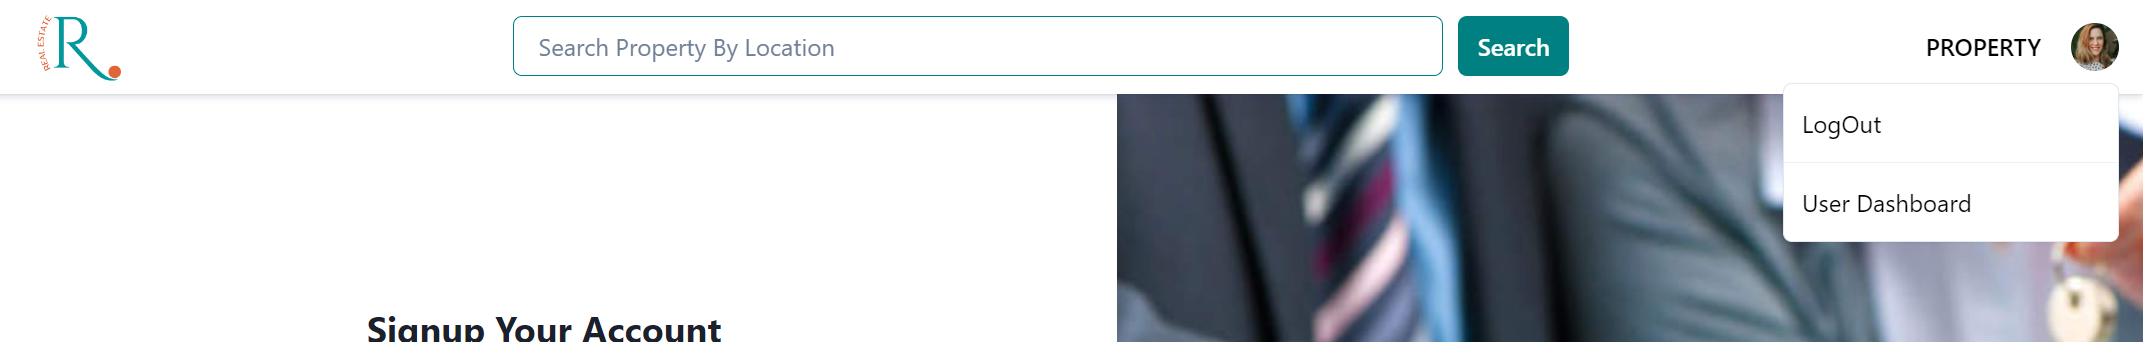 REAL ESTATE
R.
Search Property By Location
Search
PROPERTY
LogOut
User Dashboard
Signup Your Account